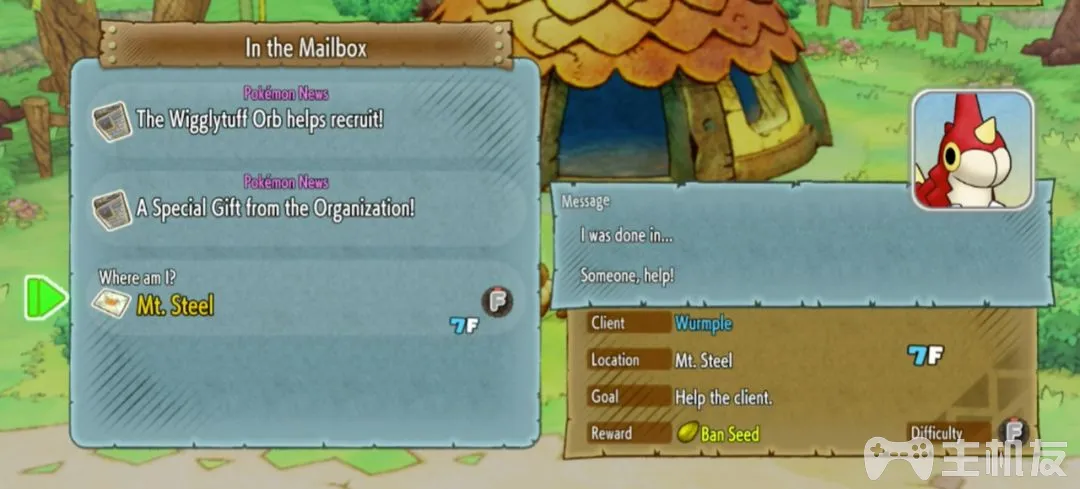 In the Mailbox
Pokémon News
The Wigglytuff Orb helps recruit!
Pokémon News
A Special Gift from the Organization!
Where am I?
Mt. Steel
F
7F
Message
I was done in...
Someone, help!
Client Wurmple
Location Mt. Steel
7F
Goal Help the client.
Reward Ban Seed
Difficulty F
主机友